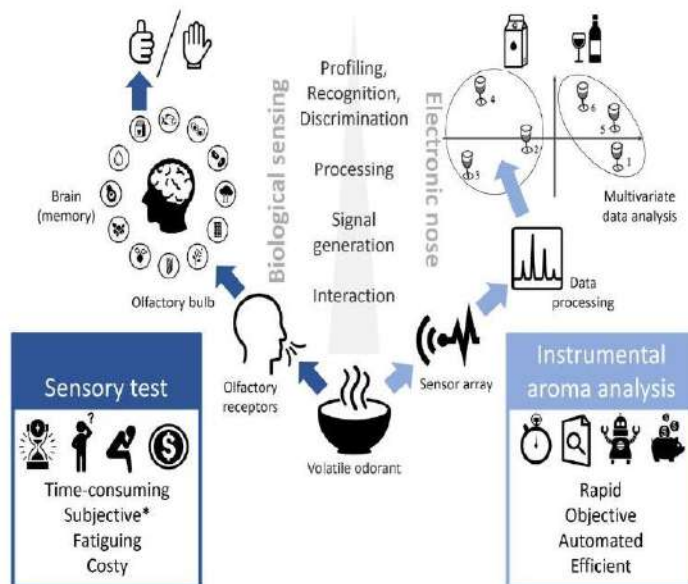 Biological sensing
Profiling,
Recognition,
Discrimination
Processing
Signal
generation
Interaction
Electronic nose
4
6
5
2
3
1
Multivariate
data analysis
Brain
(memory)
Olfactory bulb
Data
processing
Olfactory
receptors
Sensor array
Volatile odorant
Sensory test
?
$
Time-consuming
Subjective*
Fatiguing
Costy
Instrumental
aroma analysis
Rapid
Objective
Automated
Efficient